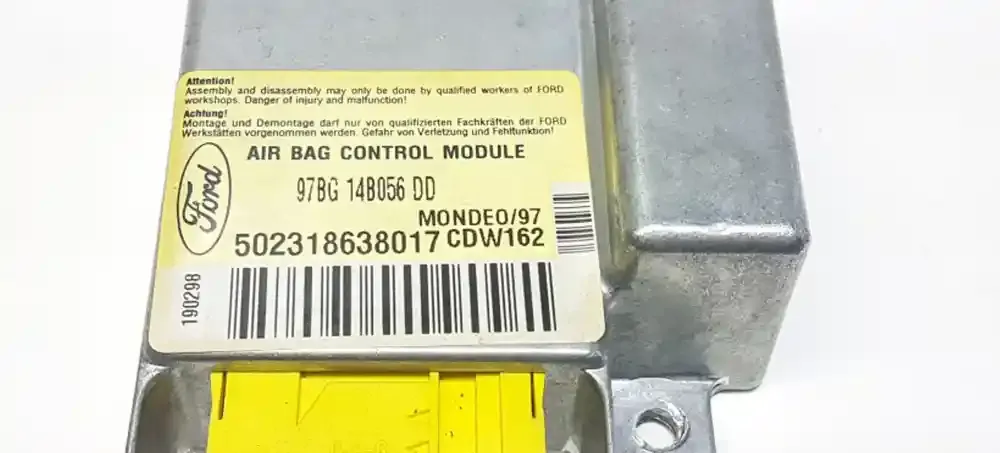 Attention!
Assembly and disassembly may only be done by qualified workers of FORD
workshops. Danger of injury and malfunction!
Achtung!
Montage und Demontage darf nur von qualifizierten Fachkräften der FORD
Werkstätten vorgenommen werden. Gefahr von Verletzung und Fehlfunktion!
AIR BAG CONTROL MODULE
Ford
97BG 14B056 DD
MONDEO/97
502318638017 CDW162
190298